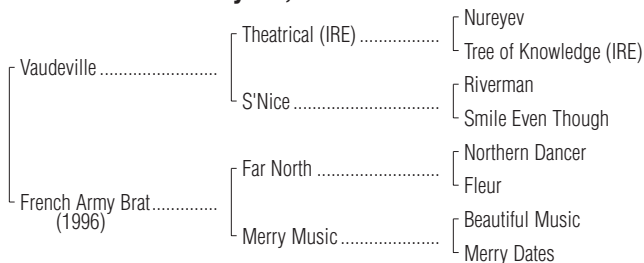 Nureyev
Theatrical (IRE) ..................
Tree of Knowledge (IRE)
Vaudeville ..........................
Riverman
S'Nice ................................
Smile Even Though
Northern Dancer
Far North ...........................
Fleur
French Army Brat ..............
(1996)
Beautiful Music
Merry Music ......................
Merry Dates